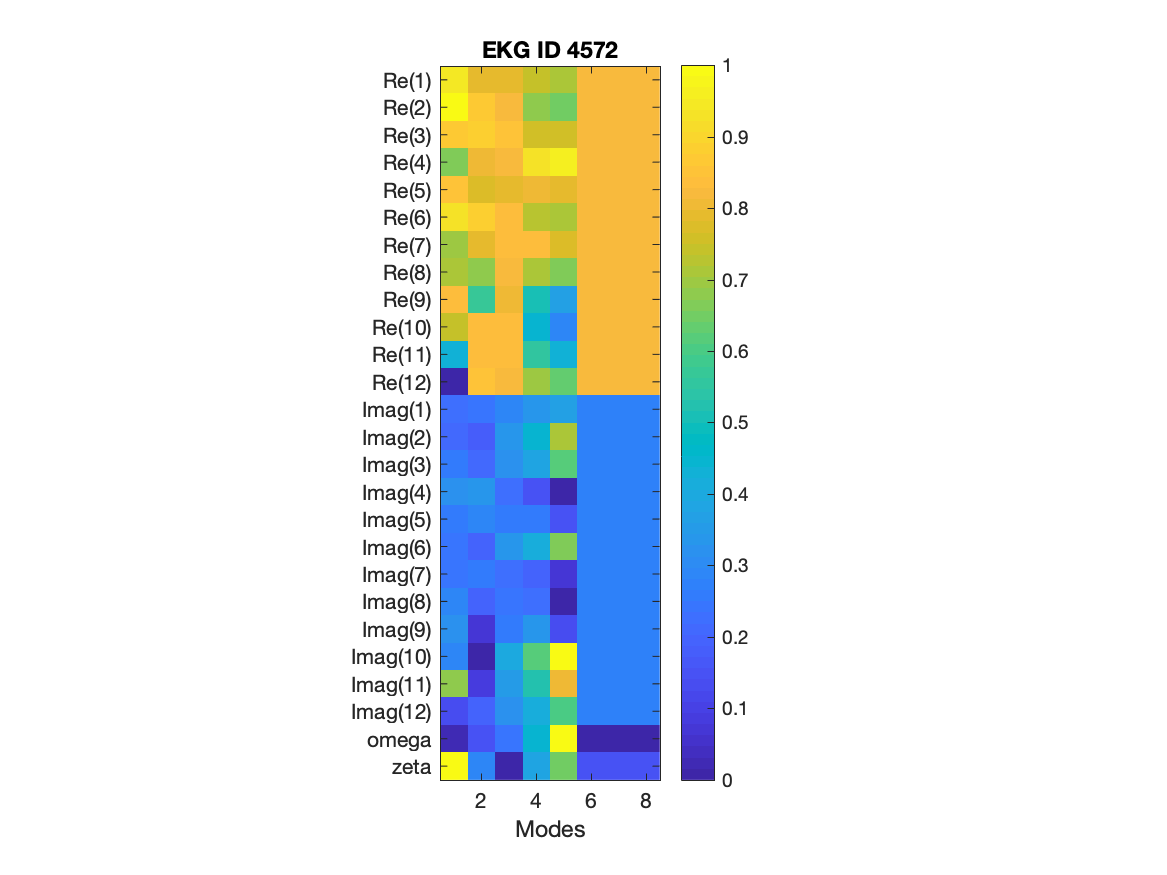 EKG ID 4572
Re(1)
Re(2)
Re(3)
Re(4)
Re(5)
Re(6)
Re(7)
Re(8)
Re(9)
Re(10)
Re(11)
Re(12)
Imag(1)
Imag(2)
Imag(3)
Imag(4)
Imag(5)
Imag(6)
Imag(7)
Imag(8)
Imag(9)
Imag(10)
Imag(11)
Imag(12)
omega
zeta
2 4 6 8
Modes
1
0.9
0.8
0.7
0.6
0.5
0.4
0.3
0.2
0.1
0